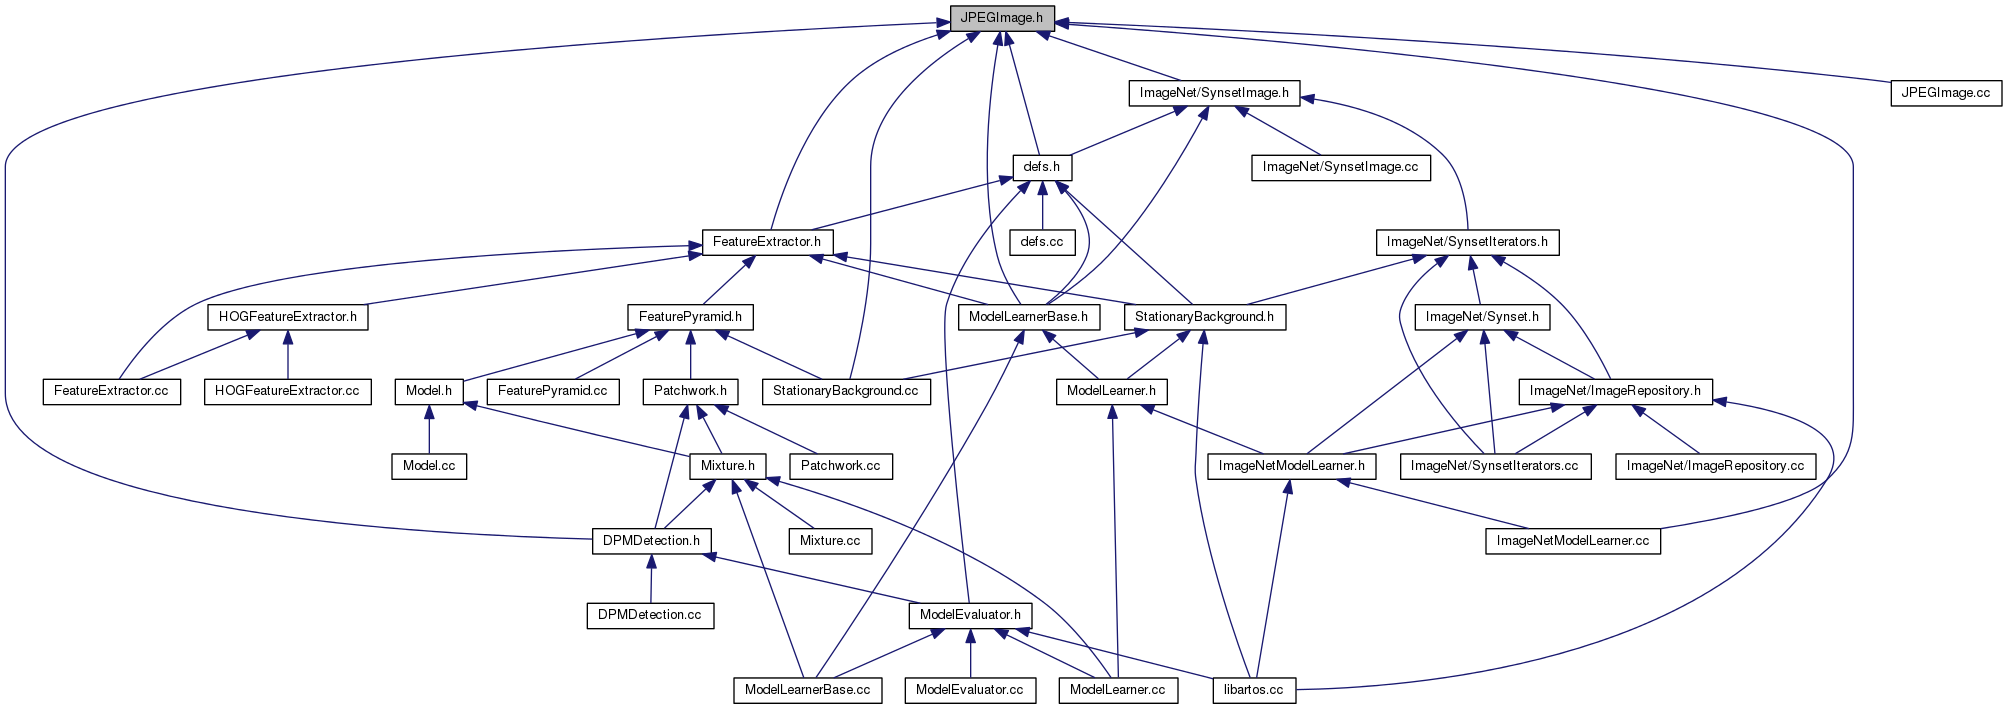 JPEGImage.h
ImageNet/SynsetImage.h
JPEGImage.cc
defs.h
ImageNet/SynsetImage.cc
FeatureExtractor.h
defs.cc
ImageNet/SynsetIterators.h
HOGFeatureExtractor.h
FeaturePyramid.h
ModelLearnerBase.h
StationaryBackground.h
ImageNet/Synset.h
FeatureExtractor.cc
HOGFeatureExtractor.cc
Model.h
FeaturePyramid.cc
Patchwork.h
StationaryBackground.cc
ModelLearner.h
ImageNet/ImageRepository.h
Model.cc
Mixture.h
Patchwork.cc
ImageNetModelLearner.h
ImageNet/SynsetIterators.cc
ImageNet/ImageRepository.cc
DPMDetection.h
Mixture.cc
ImageNetModelLearner.cc
DPMDetection.cc
ModelEvaluator.h
ModelLearnerBase.cc
ModelEvaluator.cc
ModelLearner.cc
libartos.cc